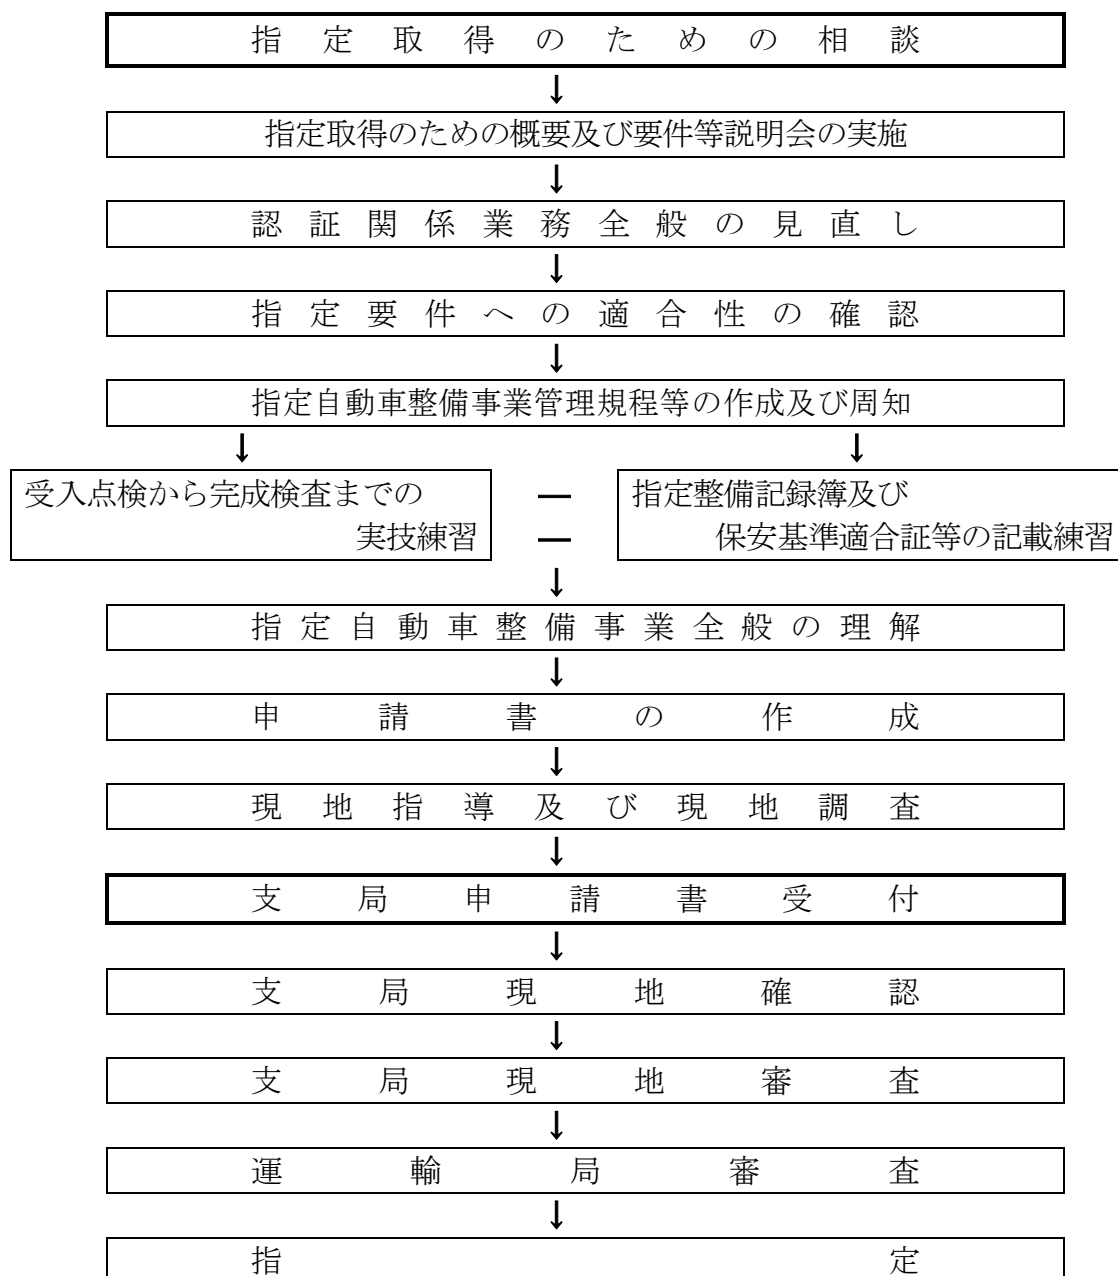 指定取得のための相談
↓
指定取得のための概要及び要件等説明会の実施
↓
認証関係業務全般の見直し
↓
指定要件への適合性の確認
↓
指定自動車整備事業管理規程等の作成及び周知
↓ ↓
受入点検から完成検査までの
実技練習
指定整備記録簿及び
保安基準適合証等の記載練習
↓
指定自動車整備事業全般の理解
↓
申請書の作成
↓
現地指導及び現地調査
↓
支局申請書受付
↓
支局現地確認
↓
支局現地審査
↓
運輸局審査
↓
指定